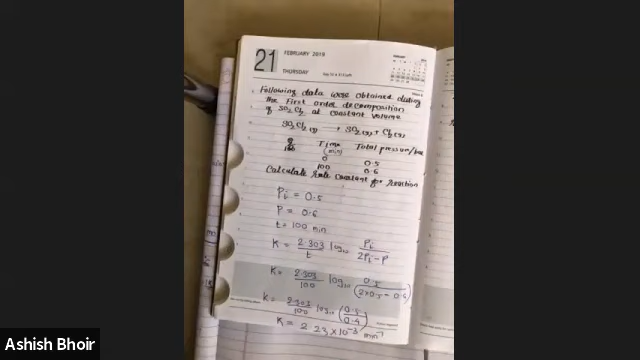 21
FEBRUARY 2019
THURSDAY
Following data were obtained during
the First order decomposition
of SO2Cl2 at constant volume
SO2Cl2(g) → SO2(g) + Cl2(g)
Time (min) Total pressure/bar
0 0.5
100 0.6
Calculate rate constant for reaction
Pi = 0.5
P = 0.6
t = 100 min
K = 2.303/t log10 Pi/2Pi-P
K = 2.303/100 log10 0.5/(2×0.5-0.6)
K = 2.303/100 log10 (0.5/0.4)
K = 2.23×10⁻³ min⁻¹
Ashish Bhoir